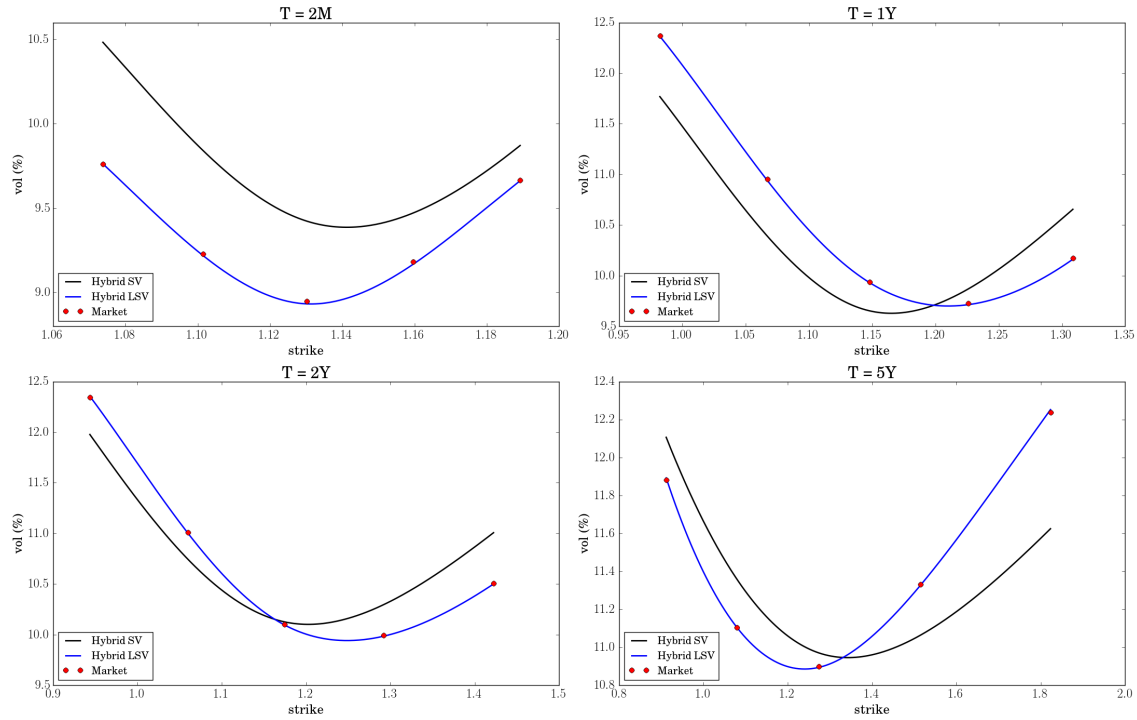 T = 2M
vol (%)
10.5
10.0
9.5
9.0
Hybrid SV
Hybrid LSV
Market
1.06 1.08 1.10 1.12 1.14 1.16 1.18 1.20
strike
T = 1Y
vol (%)
12.5
12.0
11.5
11.0
10.5
10.0
9.5
Hybrid SV
Hybrid LSV
Market
0.95 1.00 1.05 1.10 1.15 1.20 1.25 1.30 1.35
strike
T = 2Y
vol (%)
12.5
12.0
11.5
11.0
10.5
10.0
9.5
Hybrid SV
Hybrid LSV
Market
0.9 1.0 1.1 1.2 1.3 1.4 1.5
strike
T = 5Y
vol (%)
12.4
12.2
12.0
11.8
11.6
11.4
11.2
11.0
10.8
Hybrid SV
Hybrid LSV
Market
0.8 1.0 1.2 1.4 1.6 1.8 2.0
strike